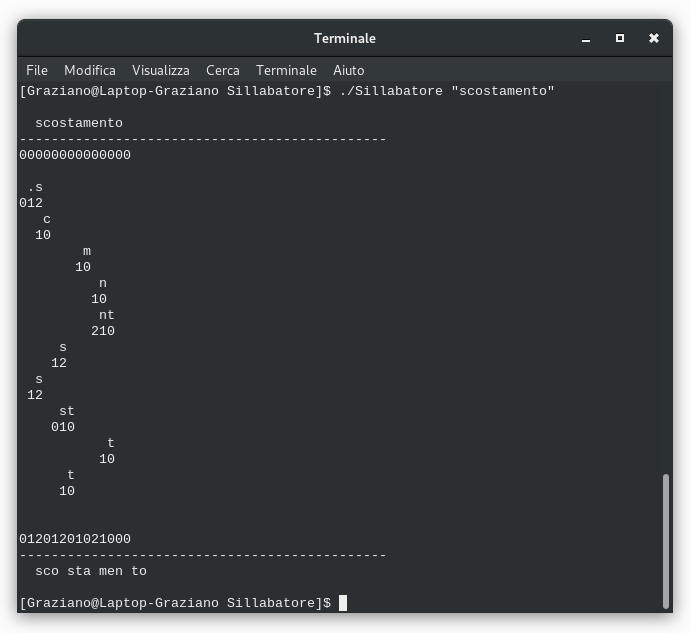 Terminale
File Modifica Visualizza Cerca Terminale Aiuto
[Graziano@Laptop-Graziano Sillabatore]$ ./Sillabatore "scostamento"
  scostamento
----------------------------------------------
00000000000000
 .s
012
   c
  10
        m
       10
          n
         10
          nt
         210
     s
    12
  s
 12
     st
    010
           t
          10
      t
     10
01201201021000
----------------------------------------------
  sco sta men to
[Graziano@Laptop-Graziano Sillabatore]$